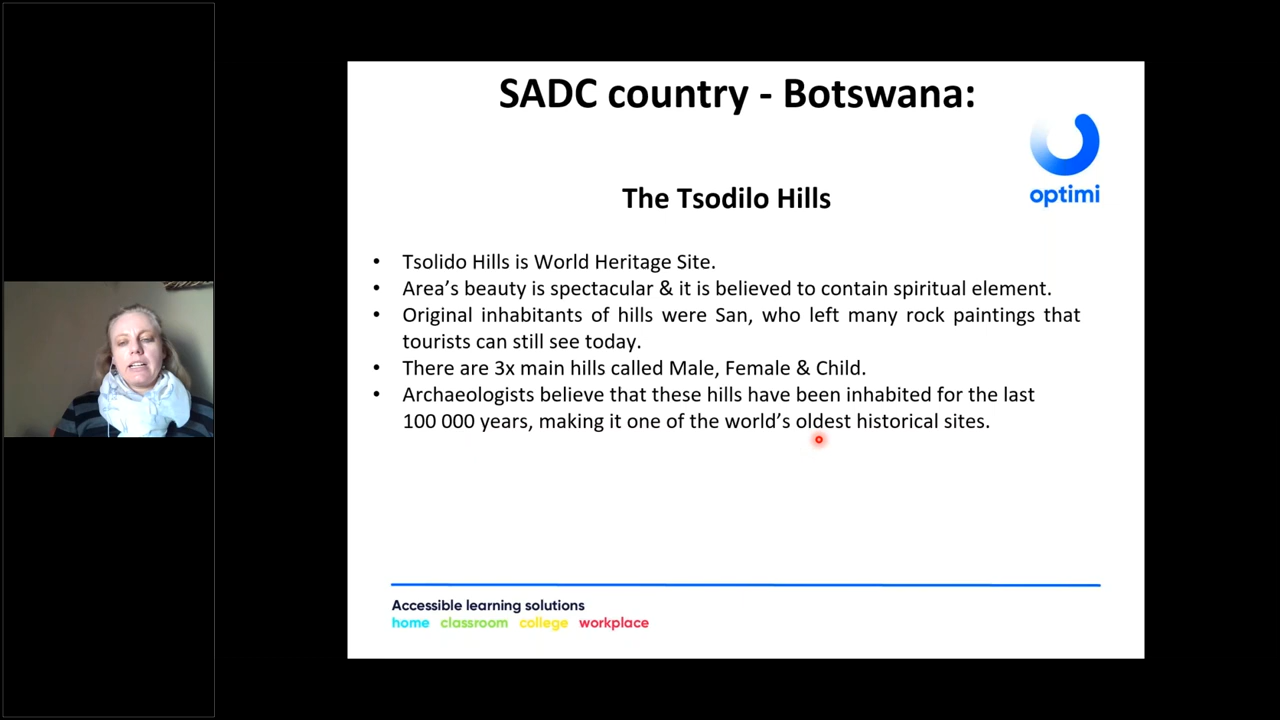 SADC country - Botswana:
optimi
The Tsodilo Hills
• Tsolido Hills is World Heritage Site.
• Area's beauty is spectacular & it is believed to contain spiritual element.
• Original inhabitants of hills were San, who left many rock paintings that
tourists can still see today.
• There are 3x main hills called Male, Female & Child.
• Archaeologists believe that these hills have been inhabited for the last
100 000 years, making it one of the world's oldest historical sites.
Accessible learning solutions
home classroom college workplace